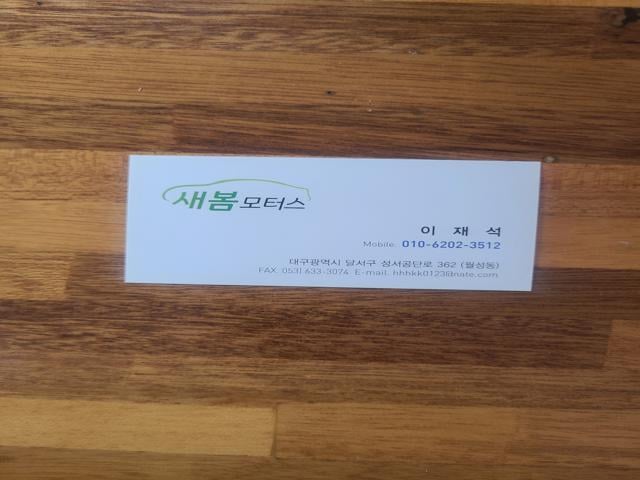 새봄모터스
이 재 석
Mobile. 010-6202-3512
대구광역시 달서구 성서공단로 362 (월성동)
FAX. 053) 633-3074 E-mail. hhhkk0123@nate.com